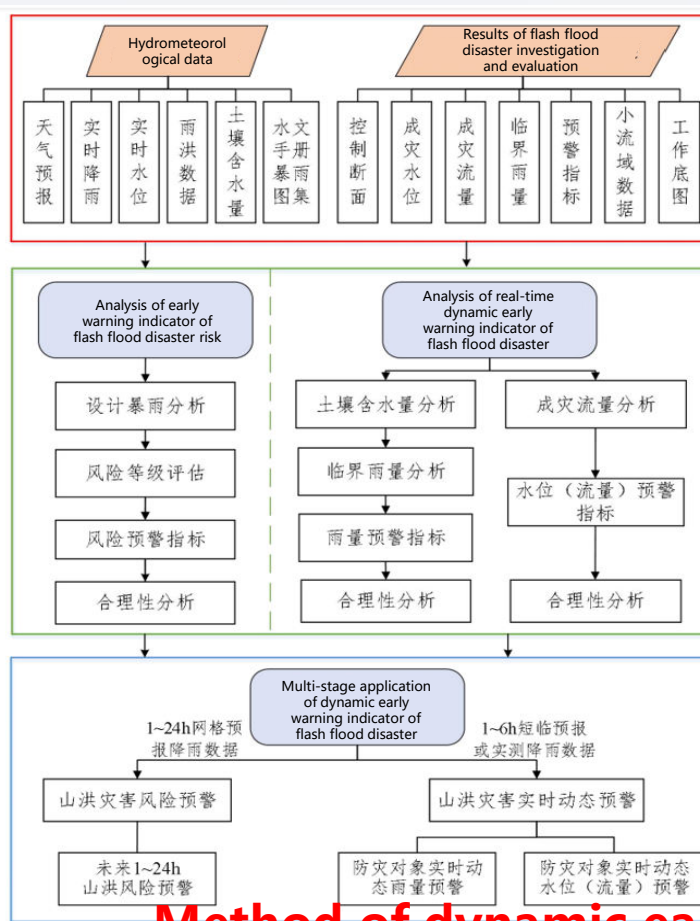 Hydrometeorol
ogical data
Results of flash flood
disaster investigation
and evaluation
天气预报
实时降雨
实时水位
雨洪数据
土壤含水量
水文手册暴雨图集
控制断面
成灾水位
成灾流量
临界雨量
预警指标
小流域数据
工作底图
Analysis of early
warning indicator of
flash flood disaster risk
Analysis of real-time
dynamic early
warning indicator of
flash flood disaster
设计暴雨分析
风险等级评估
风险预警指标
合理性分析
土壤含水量分析
临界雨量分析
雨量预警指标
合理性分析
成灾流量分析
水位（流量）预警
指标
合理性分析
Multi-stage application
of dynamic early
warning indicator of
flash flood disaster
1~24h网格预
报降雨数据
1~6h短临预报
或实测降雨数据
山洪灾害风险预警
山洪灾害实时动态预警
未来1~24h
山洪风险预警
防灾对象实时动
态雨量预警
防灾对象实时动态
水位（流量）预警
Method of dynamic ea